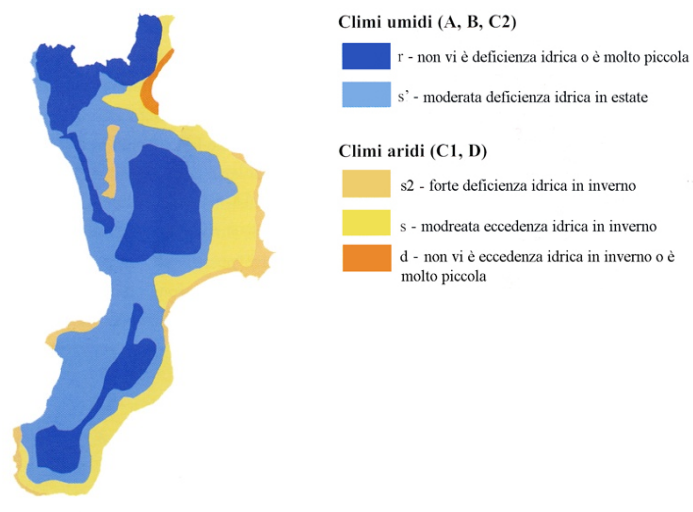 Climi umidi (A, B, C2)
r - non vi è deficienza idrica o è molto piccola
s' - moderata deficienza idrica in estate
Climi aridi (C1, D)
s2 - forte deficienza idrica in inverno
s - modreata eccedenza idrica in inverno
d - non vi è eccedenza idrica in inverno o è
molto piccola